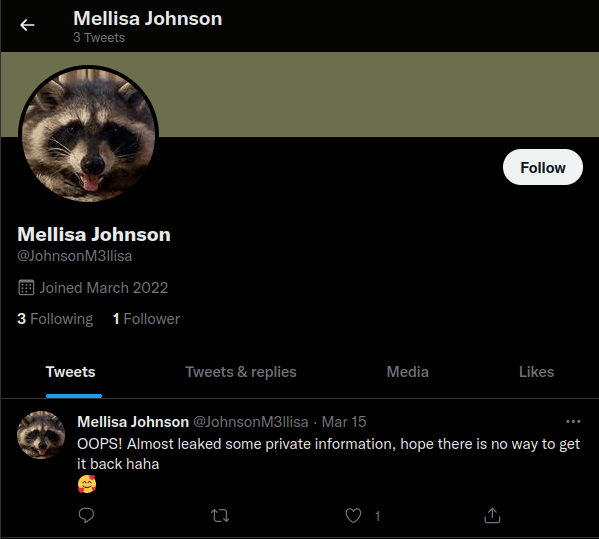 Mellisa Johnson
3 Tweets
Follow
Mellisa Johnson
@JohnsonM3llisa
Joined March 2022
3 Following 1 Follower
Tweets Tweets & replies Media Likes
Mellisa Johnson @JohnsonM3llisa · Mar 15
OOPS! Almost leaked some private information, hope there is no way to get
it back haha
🥰
1